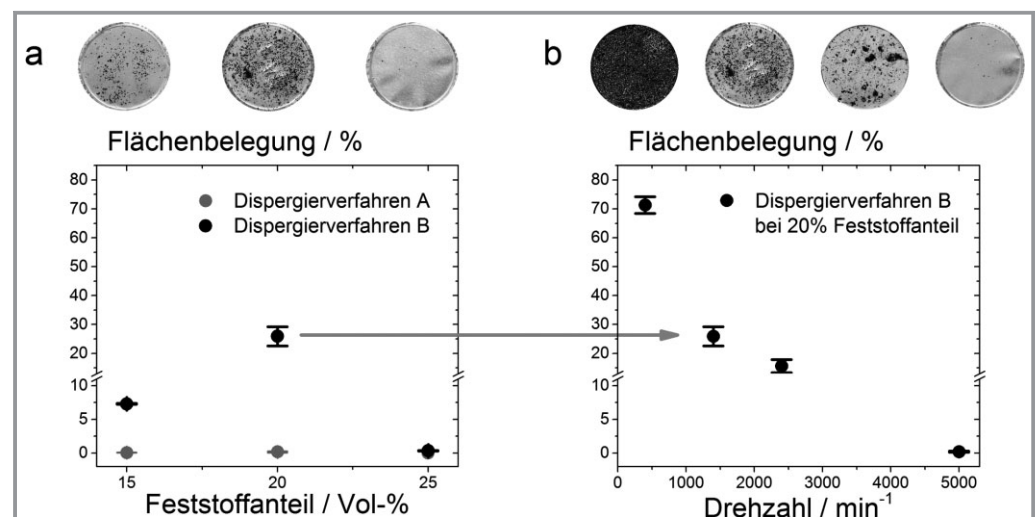 a
b
Flächenbelegung / %
80
70
60
50
40
30
20
10
5
0
Dispergierverfahren A
Dispergierverfahren B
15
20
25
Feststoffanteil / Vol-%
Flächenbelegung / %
80
70
60
50
40
30
20
10
5
0
Dispergierverfahren B
bei 20% Feststoffanteil
0 1000 2000 3000 4000 5000
Drehzahl / min⁻¹